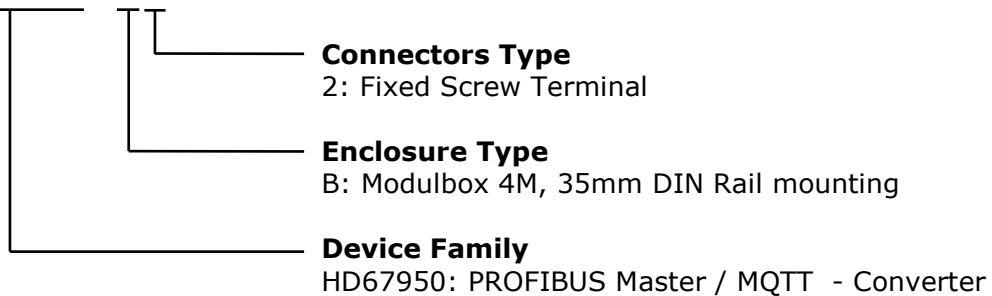 Connectors Type
2: Fixed Screw Terminal
Enclosure Type
B: Modulbox 4M, 35mm DIN Rail mounting
Device Family
HD67950: PROFIBUS Master / MQTT - Converter